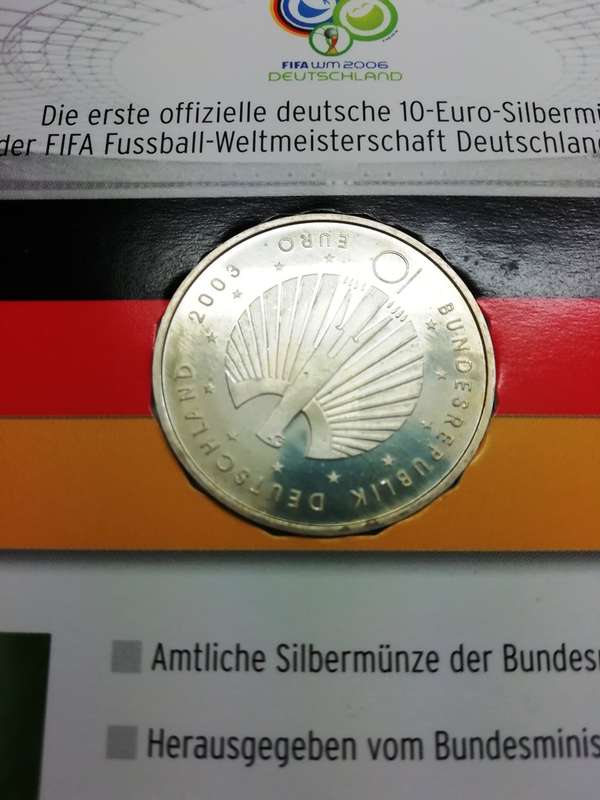 FIFA WM 2006
DEUTSCHLAND
Die erste offizielle deutsche 10-Euro-Silbermü
der FIFA Fussball-Weltmeisterschaft Deutschlan
10 EURO
BUNDESREPUBLIK DEUTSCHLAND 2003
Amtliche Silbermünze der Bundes
Herausgegeben vom Bundesminis